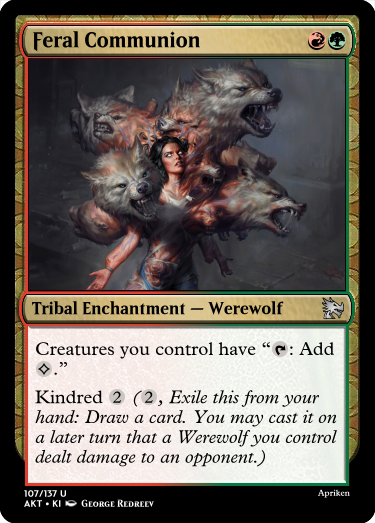 Feral Communion
Tribal Enchantment — Werewolf
Creatures you control have “: Add
.”
Kindred 2 (2, Exile this from your
hand: Draw a card. You may cast it on
a later turn that a Werewolf you control
dealt damage to an opponent.)
107/137 U
Apriken
AKT • KI George Redreev